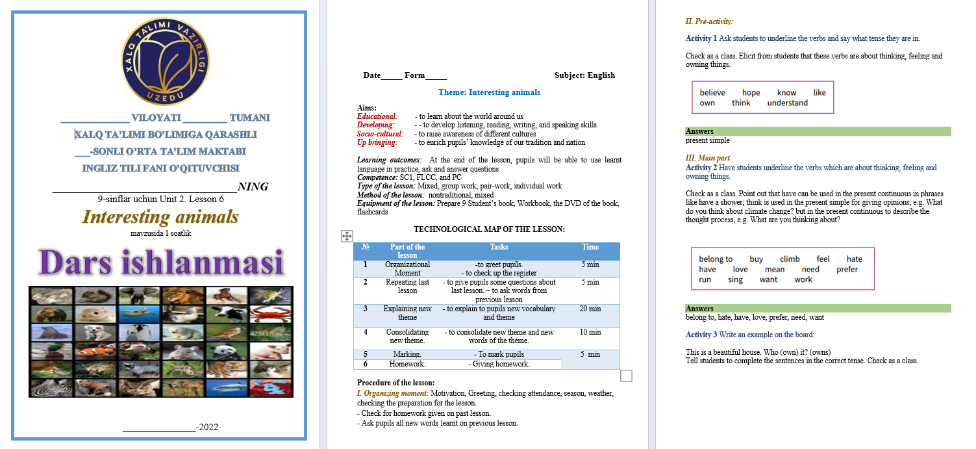 XALQ TA'LIMI VAZIRLIGI
UZEDU
______________ VILOYATI _________ TUMANI
XALQ TA'LIMI BO'LIMIGA QARASHLI
___-SONLI O'RTA TA'LIM MAKTABI
INGLIZ TILI FANI O'QITUVCHISI
______________________________NING
9-sinflar uchun Unit 2. Lesson 6
Interesting animals
mavzusida 1 soatlik
Dars ishlanmasi
________________-2022
Date_____ Form_____ Subject: English
Theme: Interesting animals
Aims:
Educational: - to learn about the world around us
Developing: - - to develop listening, reading, writing, and speaking skills
Socio-cultural: - to raise awareness of different cultures
Up bringing: - to enrich pupils' knowledge of our tradition and nation
Learning outcomes: At the end of the lesson, pupils will be able to use learnt
language in practice, ask and answer questions
Competence: SC1, FLCC, and PC
Type of the lesson: Mixed, group work, pair-work, individual work
Method of the lesson: nontraditional, mixed
Equipment of the lesson: Prepare 9 Student's book, Workbook, the DVD of the book,
flashcards
TECHNOLOGICAL MAP OF THE LESSON:
№ Part of the lesson Tasks Time
1 Organizational Moment -to greet pupils. - to check up the register 5 min
2 Repeating last lesson - to give pupils some questions about last lesson. – to ask words from previous lesson 5 min
3 Explaining new theme - to explain to pupils new vocabulary and theme 20 min
4 Consolidating new theme. - to consolidate new theme and new words of the theme. 10 min
5 Marking. - To mark pupils 5 min
6 Homework. - Giving homework.
Procedure of the lesson:
I. Organizing moment: Motivation, Greeting, checking attendance, season, weather,
checking the preparation for the lesson.
- Check for homework given on past lesson.
- Ask pupils all new words learnt on previous lesson.
II. Pre-activity:
Activity 1 Ask students to underline the verbs and say what tense they are in.
Check as a class. Elicit from students that these verbs are about thinking, feeling and
owning things.
believe hope know like
own think understand
Answers
present simple
III. Main part
Activity 2 Have students underline the verbs which are about thinking, feeling and
owning things.
Check as a class. Point out that have can be used in the present continuous in phrases
like have a shower; think is used in the present simple for giving opinions, e.g. What
do you think about climate change? but in the present continuous to describe the
thought process, e.g. What are you thinking about?
belong to buy climb feel hate
have love mean need prefer
run sing want work
Answers
belong to, hate, have, love, prefer, need, want
Activity 3 Write an example on the board:
This is a beautiful house. Who (own) it? (owns)
Tell students to complete the sentences in the correct tense. Check as a class.